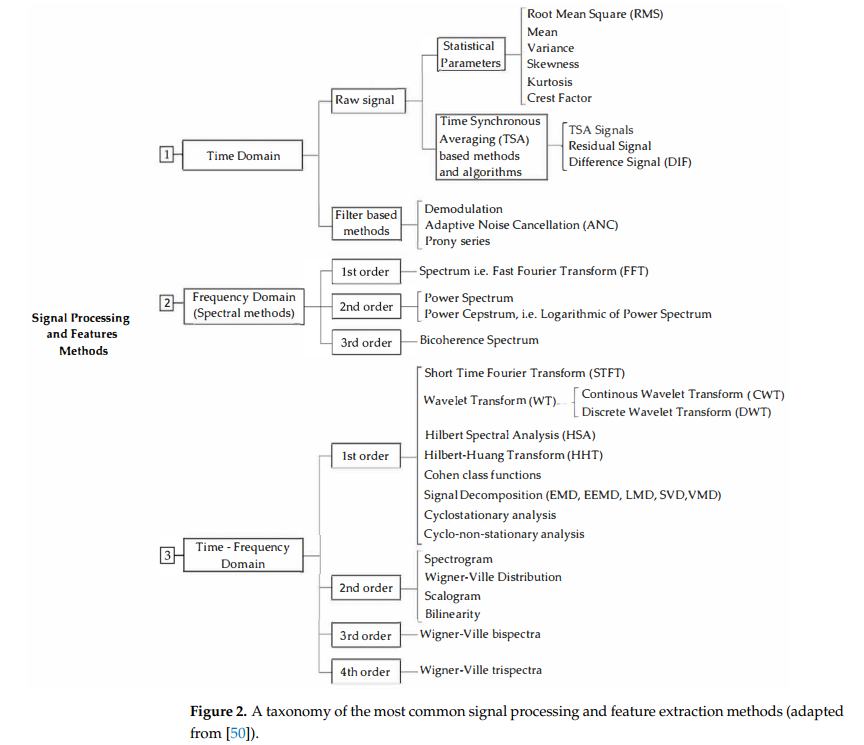 Root Mean Square (RMS)
Mean
Statistical
Parameters
Variance
Skewness
Kurtosis
Crest Factor
Raw signal
Time Synchronous
Averaging (TSA)
based methods
and algorithms
TSA Signals
Residual Signal
Difference Signal (DIF)
1
Time Domain
Filter based
methods
Demodulation
Adaptive Noise Cancellation (ANC)
Prony series
Signal Processing
and Features
Methods
2
Frequency Domain
(Spectral methods)
1st order
Spectrum i.e. Fast Fourier Transform (FFT)
2nd order
Power Spectrum
Power Cepstrum, i.e. Logarithmic of Power Spectrum
3rd order
Bicoherence Spectrum
3
Time - Frequency
Domain
1st order
Short Time Fourier Transform (STFT)
Wavelet Transform (WT)
Continous Wavelet Transform (CWT)
Discrete Wavelet Transform (DWT)
Hilbert Spectral Analysis (HSA)
Hilbert-Huang Transform (HHT)
Cohen class functions
Signal Decomposition (EMD, EEMD, LMD, SVD,VMD)
Cyclostationary analysis
Cyclo-non-stationary analysis
2nd order
Spectrogram
Wigner-Ville Distribution
Scalogram
Bilinearity
3rd order
Wigner-Ville bispectra
4th order
Wigner-Ville trispectra
Figure 2. A taxonomy of the most common signal processing and feature extraction methods (adapted
from [50]).